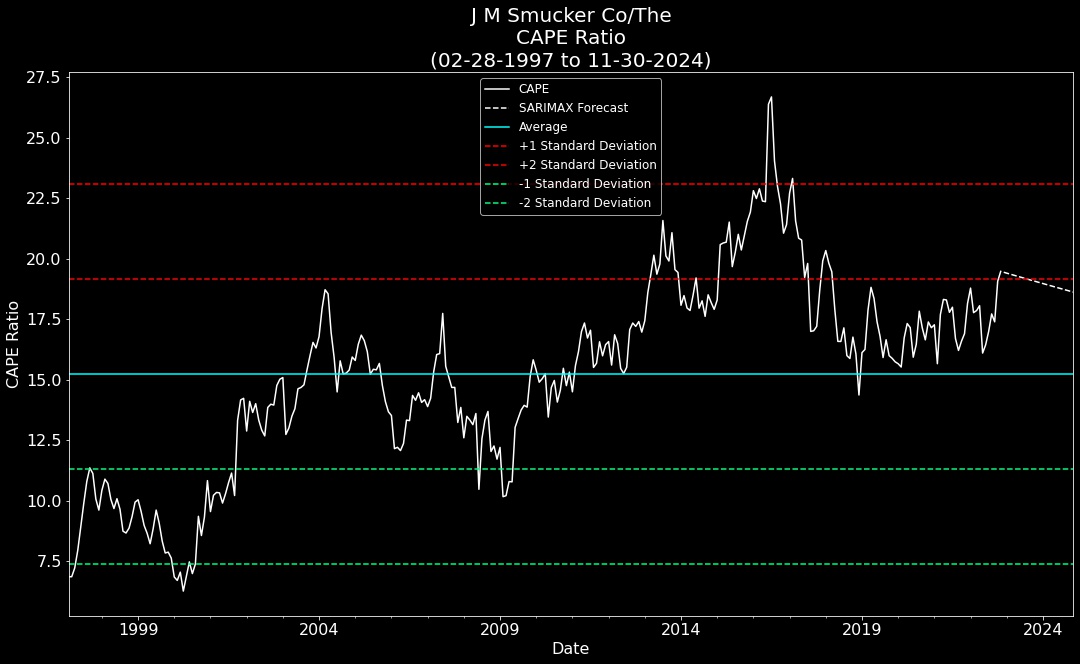 J M Smucker Co/The
CAPE Ratio
(02-28-1997 to 11-30-2024)
27.5
25.0
22.5
20.0
17.5
15.0
12.5
10.0
7.5
CAPE Ratio
CAPE
SARIMAX Forecast
Average
+1 Standard Deviation
+2 Standard Deviation
-1 Standard Deviation
-2 Standard Deviation
1999 2004 2009 2014 2019 2024
Date